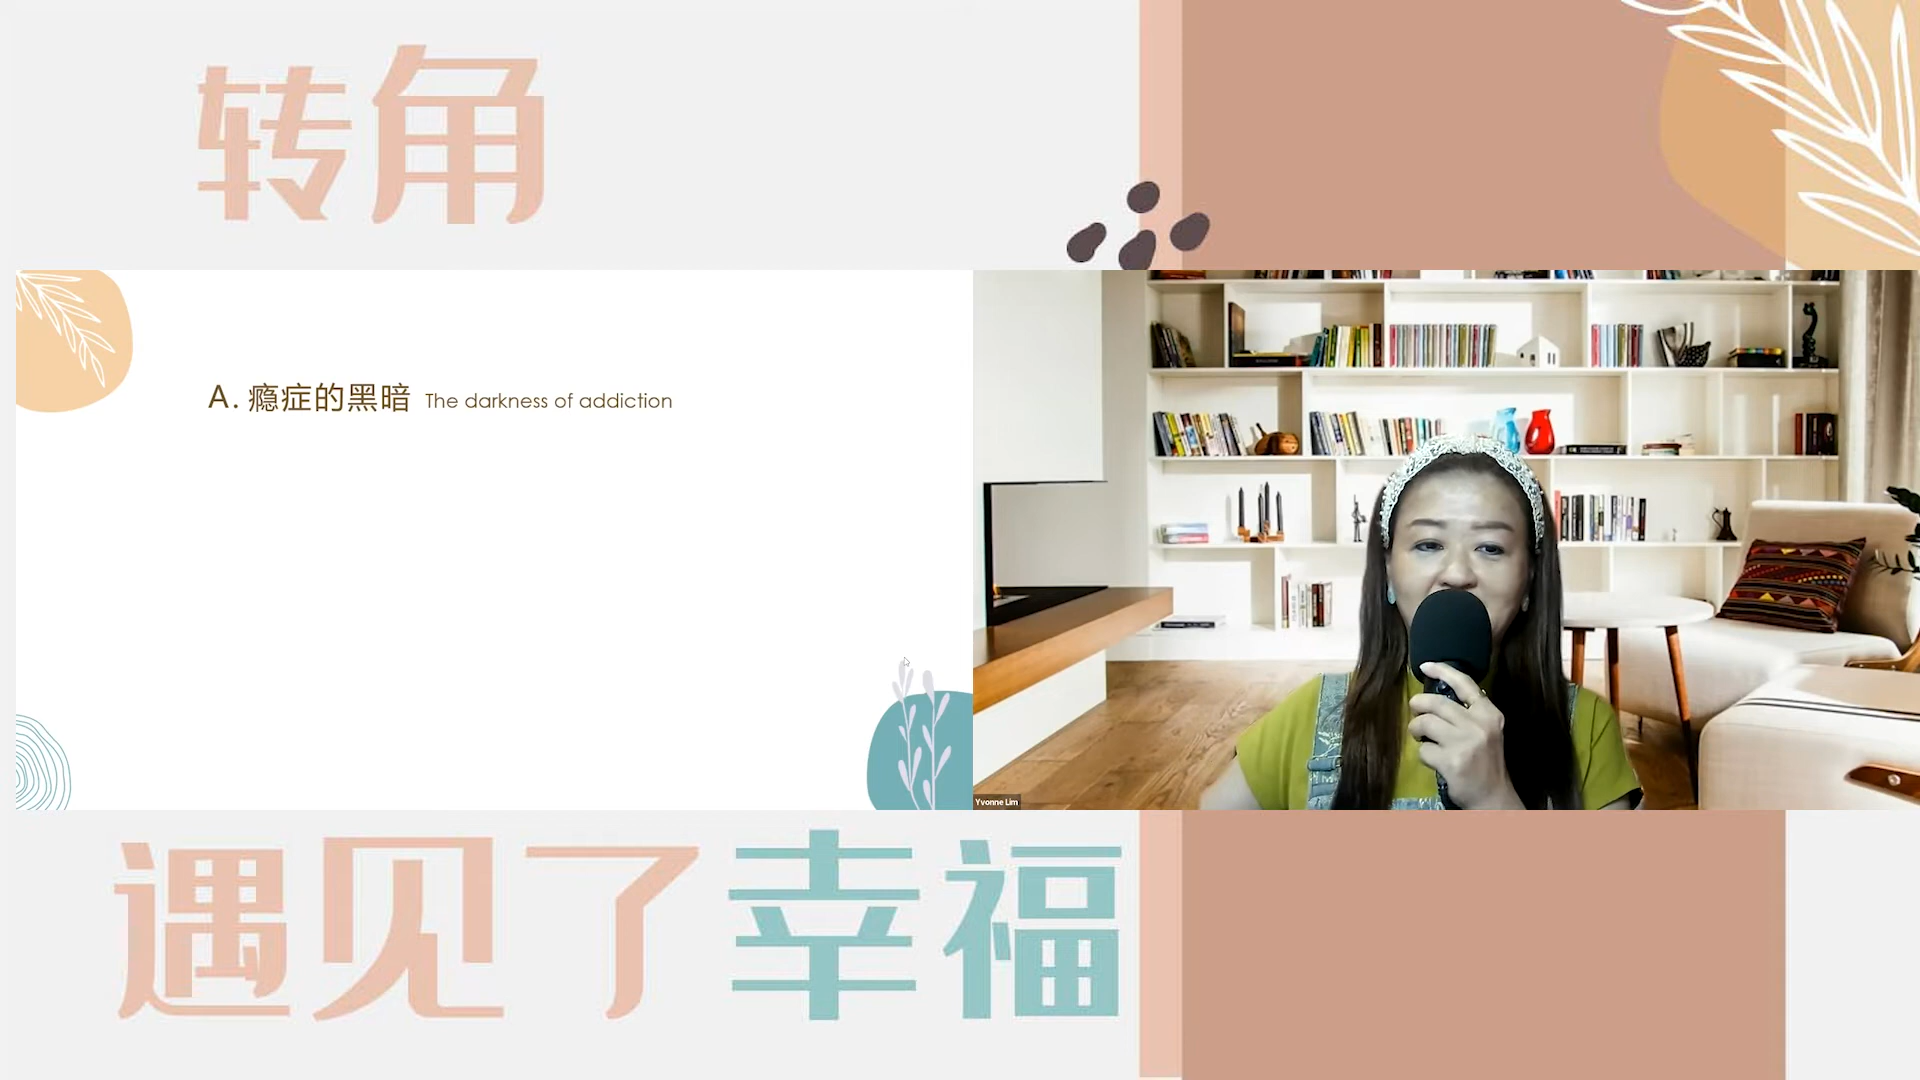 转角
A. 瘾症的黑暗 The darkness of addiction
Yvonne Lim
遇见了幸福